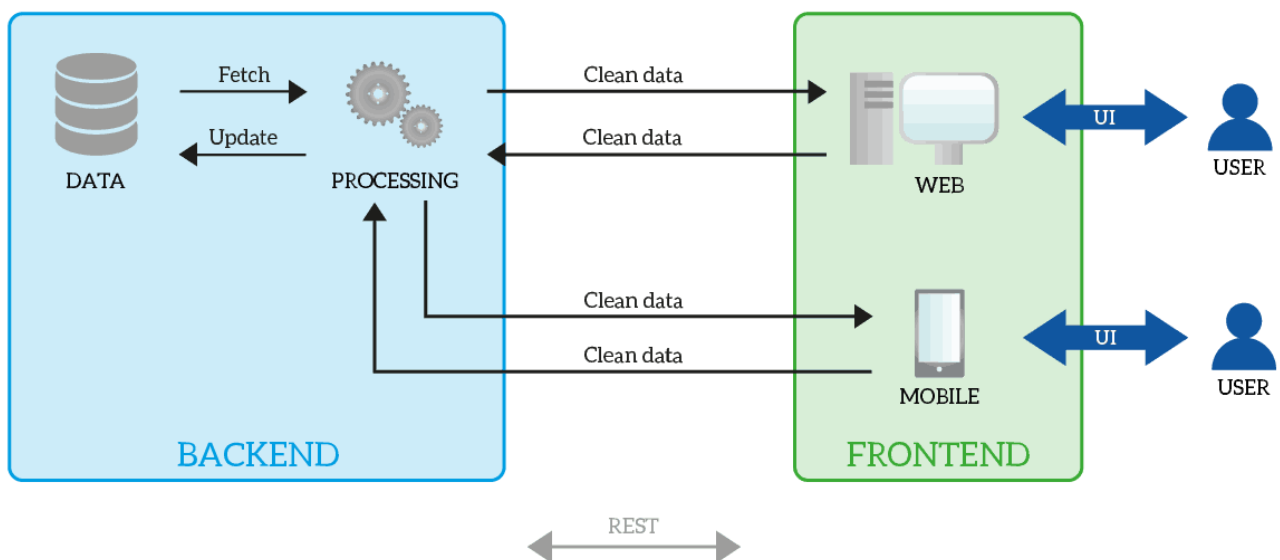 Fetch
Update
DATA
PROCESSING
Clean data
Clean data
Clean data
Clean data
WEB
UI
USER
MOBILE
UI
USER
BACKEND
FRONTEND
REST